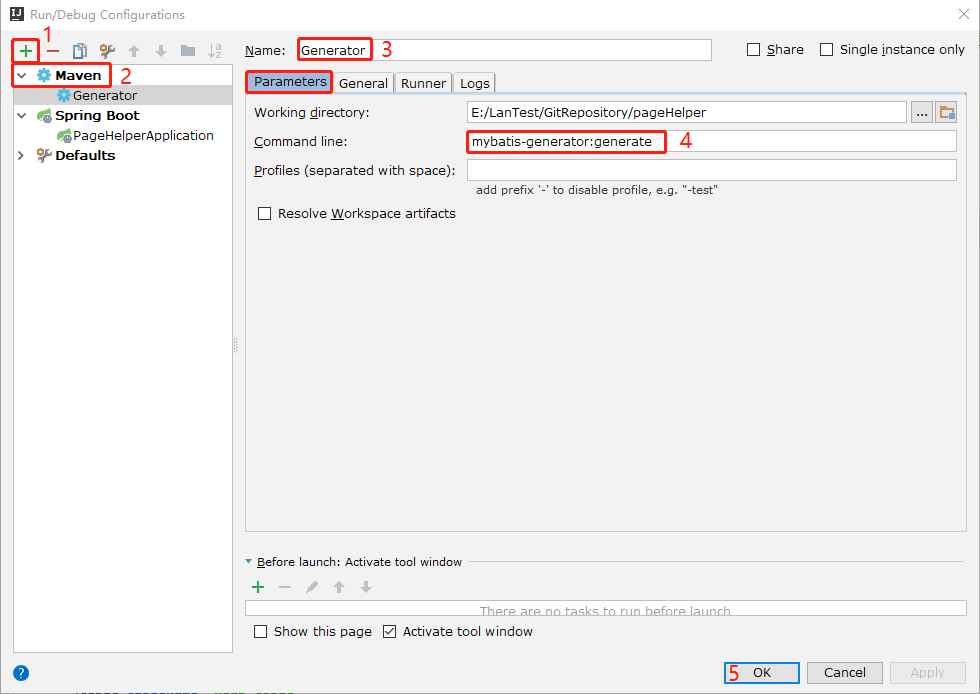 Run/Debug Configurations
1
Name: Generator 3
Share
Single instance only
Maven 2
Generator
Spring Boot
PageHelperApplication
Defaults
Parameters General Runner Logs
Working directory: E:/LanTest/GitRepository/pageHelper ...
Command line: mybatis-generator:generate 4
Profiles (separated with space):
add prefix '-' to disable profile, e.g. "-test"
Resolve Workspace artifacts
Before launch: Activate tool window
There are no tasks to run before launch
Show this page Activate tool window
? 5 OK Cancel Apply